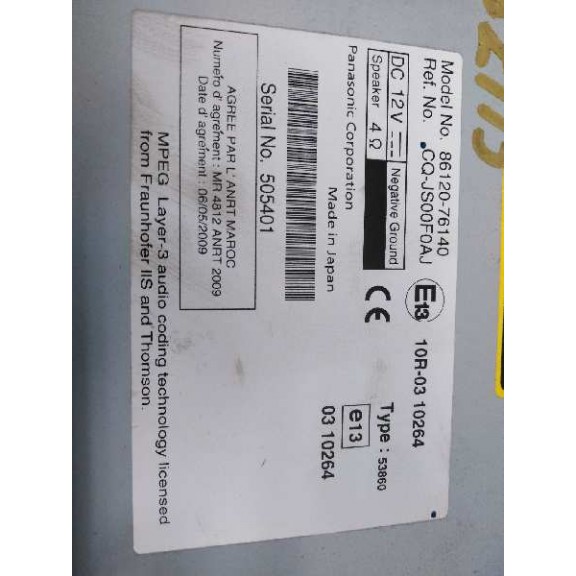 Model No. 86120-76140
Ref. No. CQ-JS00F0AJ
DC 12V Negative Ground
Speaker 4 Ω
Panasonic Corporation
Made in Japan
E13
10R-03 10264
CE
Type : 53860
e13
03 10264
Serial No. 505401
AGREE PAR L'ANRT MAROC
Numero d'agrément : MR 4812 ANRT 2009
Date d'agrément : 06/05/2009
MPEG Layer-3 audio coding technology licensed
from Fraunhofer IIS and Thomson.